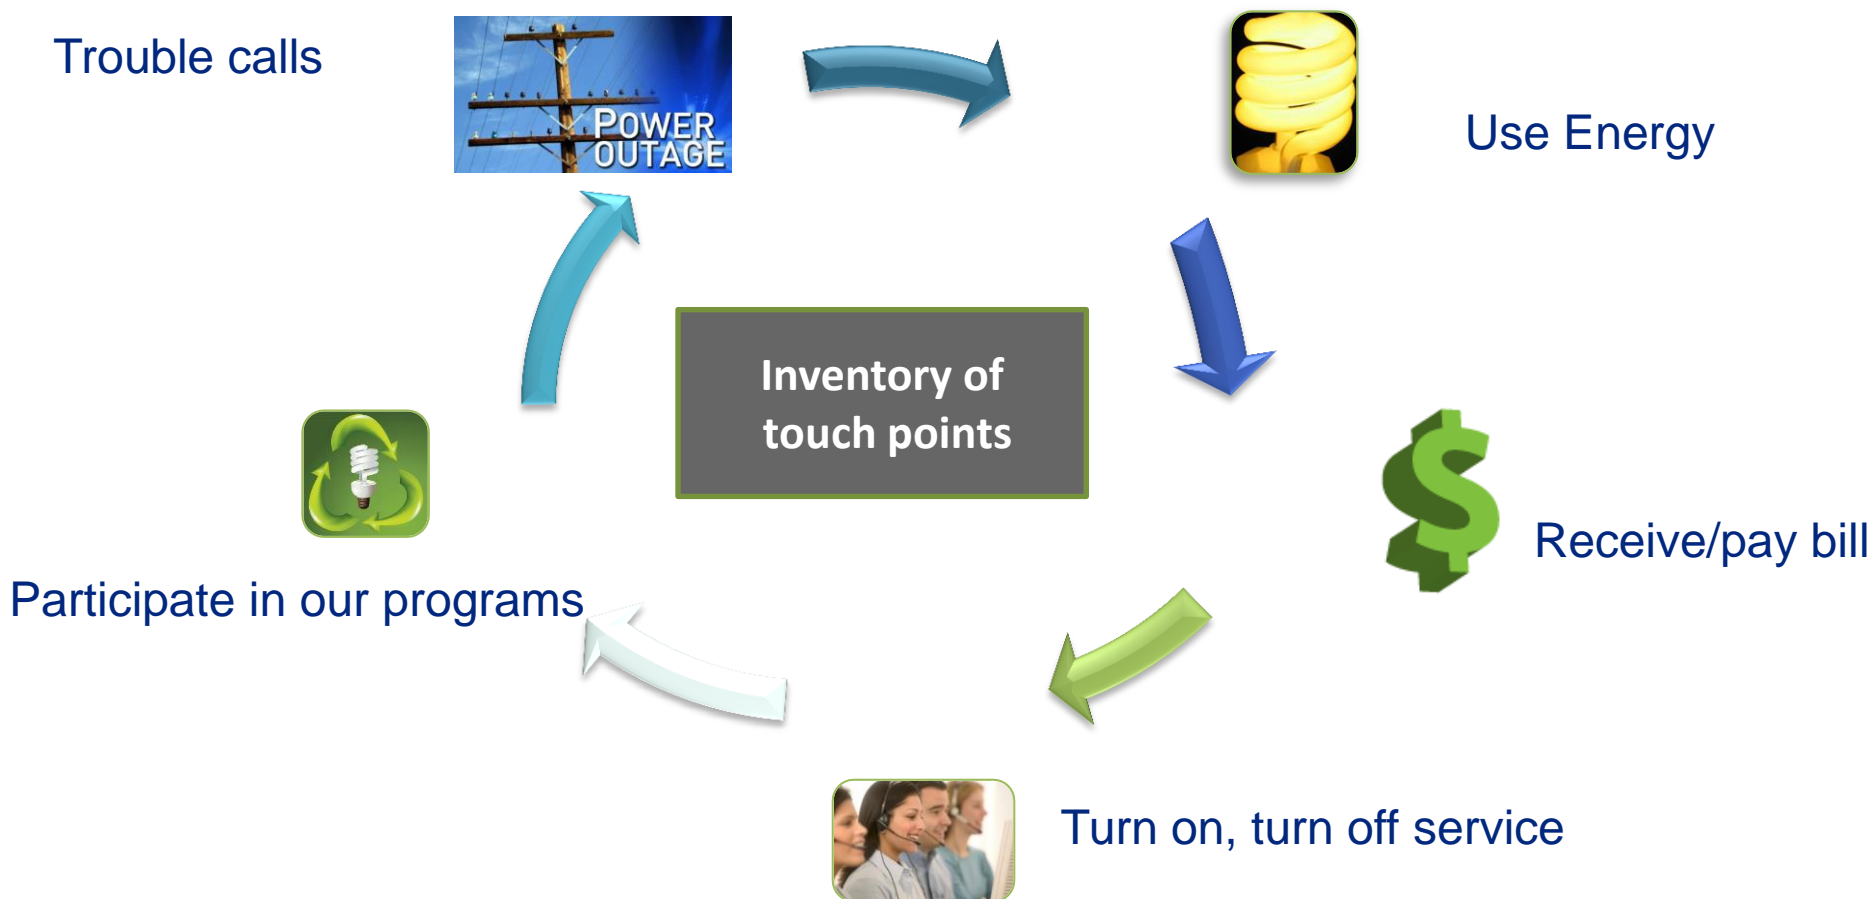 Trouble calls
POWER
OUTAGE
Use Energy
Inventory of
touch points
Receive/pay bill
Participate in our programs
Turn on, turn off service